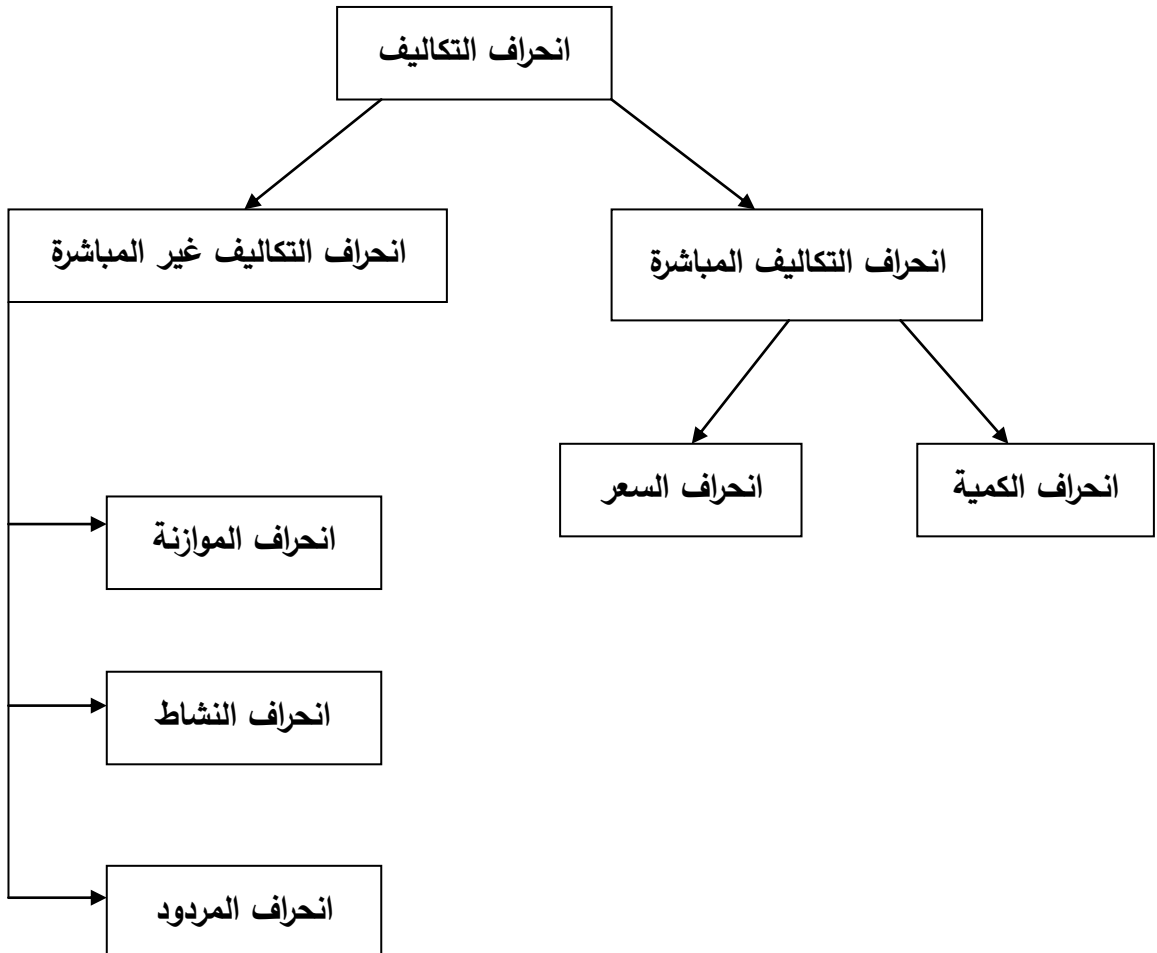 انحراف التكاليف
انحراف التكاليف المباشرة
انحراف التكاليف غير المباشرة
انحراف الكمية
انحراف السعر
انحراف الموازنة
انحراف النشاط
انحراف المردود